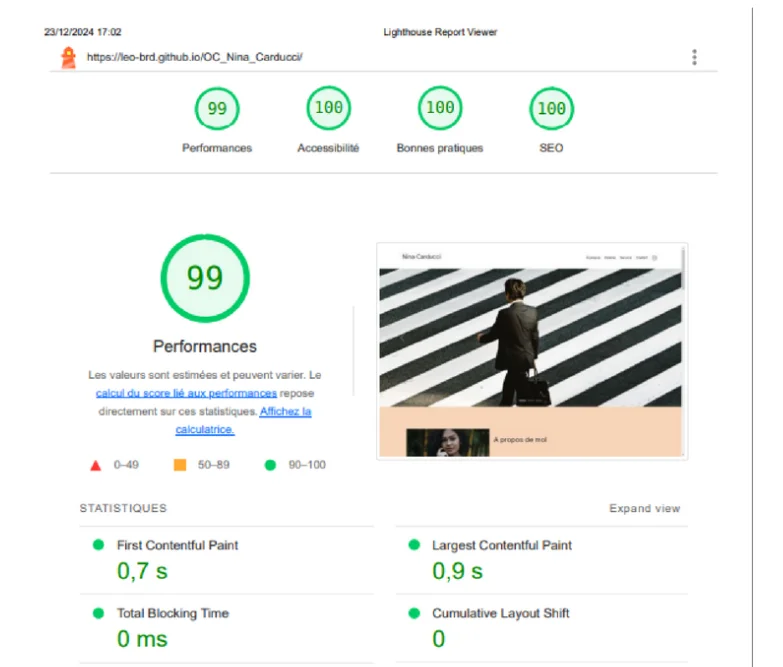 23/12/2024 17:02
Lighthouse Report Viewer
https://leo-brd.github.io/OC_Nina_Carducci/
99
100
100
100
Performances
Accessibilité
Bonnes pratiques
SEO
99
Performances
Les valeurs sont estimées et peuvent varier. Le
calcul du score lié aux performances repose
directement sur ces statistiques. Affichez la
calculatrice.
0–49
50–89
90–100
Nina Carducci
A propos de moi
STATISTIQUES
Expand view
First Contentful Paint
0,7 s
Largest Contentful Paint
0,9 s
Total Blocking Time
0 ms
Cumulative Layout Shift
0